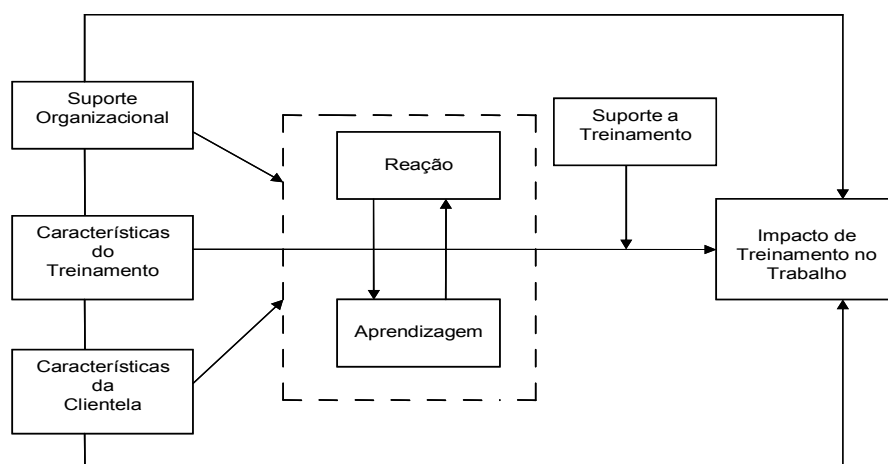 Suporte
Organizacional
Suporte a
Treinamento
Reação
Características
do
Treinamento
Impacto de
Treinamento no
Trabalho
Aprendizagem
Características
da
Clientela